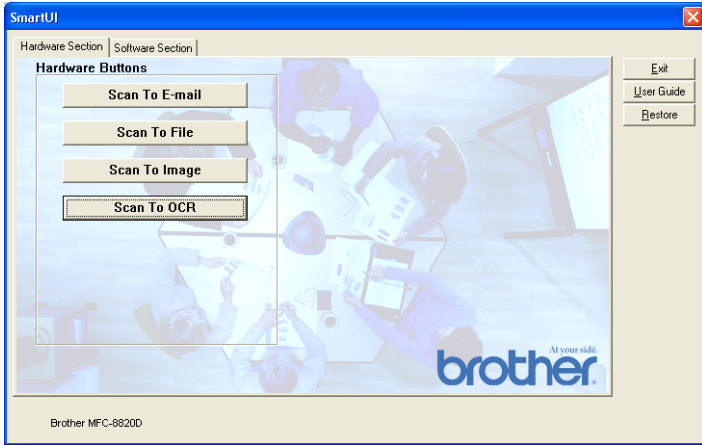 SmartUI
Hardware Section
Software Section
Hardware Buttons
Scan To E-mail
Scan To File
Scan To Image
Scan To OCR
Exit
User Guide
Restore
At your side.
brother
Brother MFC-8820D